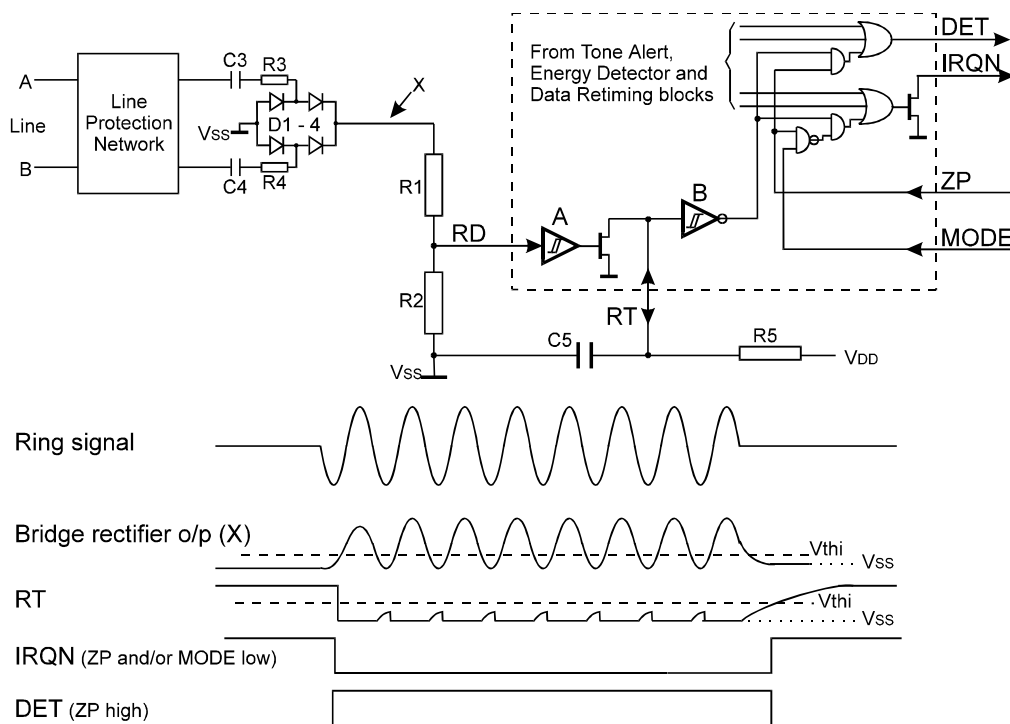 A
Line
B
Line
Protection
Network
C3
R3
VSS
D1 - 4
C4
R4
X
R1
RD
R2
VSS
C5
RT
R5
VDD
From Tone Alert,
Energy Detector and
Data Retiming blocks
A
B
DET
IRQN
ZP
MODE
Ring signal
Bridge rectifier o/p (X)
Vthi
VSS
RT
Vthi
VSS
IRQN (ZP and/or MODE low)
DET (ZP high)